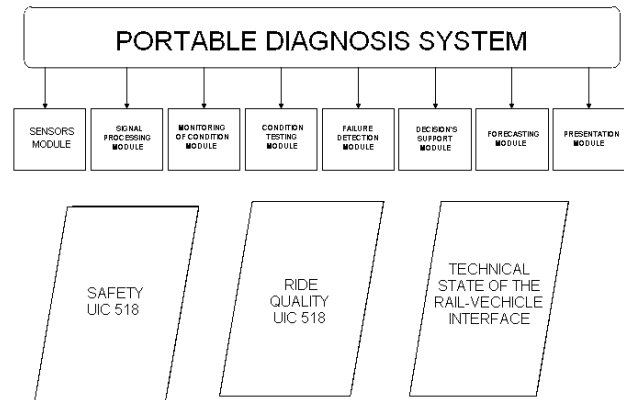 PORTABLE DIAGNOSIS SYSTEM
SENSORS
MODULE
SIGNAL
PROCESSING
MODULE
MONITORING
OF CONDITION
MODULE
CONDITION
TESTING
MODULE
FAILURE
DETECTION
MODULE
DECISION'S
SUPPORT
MODULE
FORECASTING
MODULE
PRESENTATION
MODULE
SAFETY
UIC 518
RIDE
QUALITY
UIC 518
TECHNICAL
STATE OF THE
RAIL-VECHICLE
INTERFACE